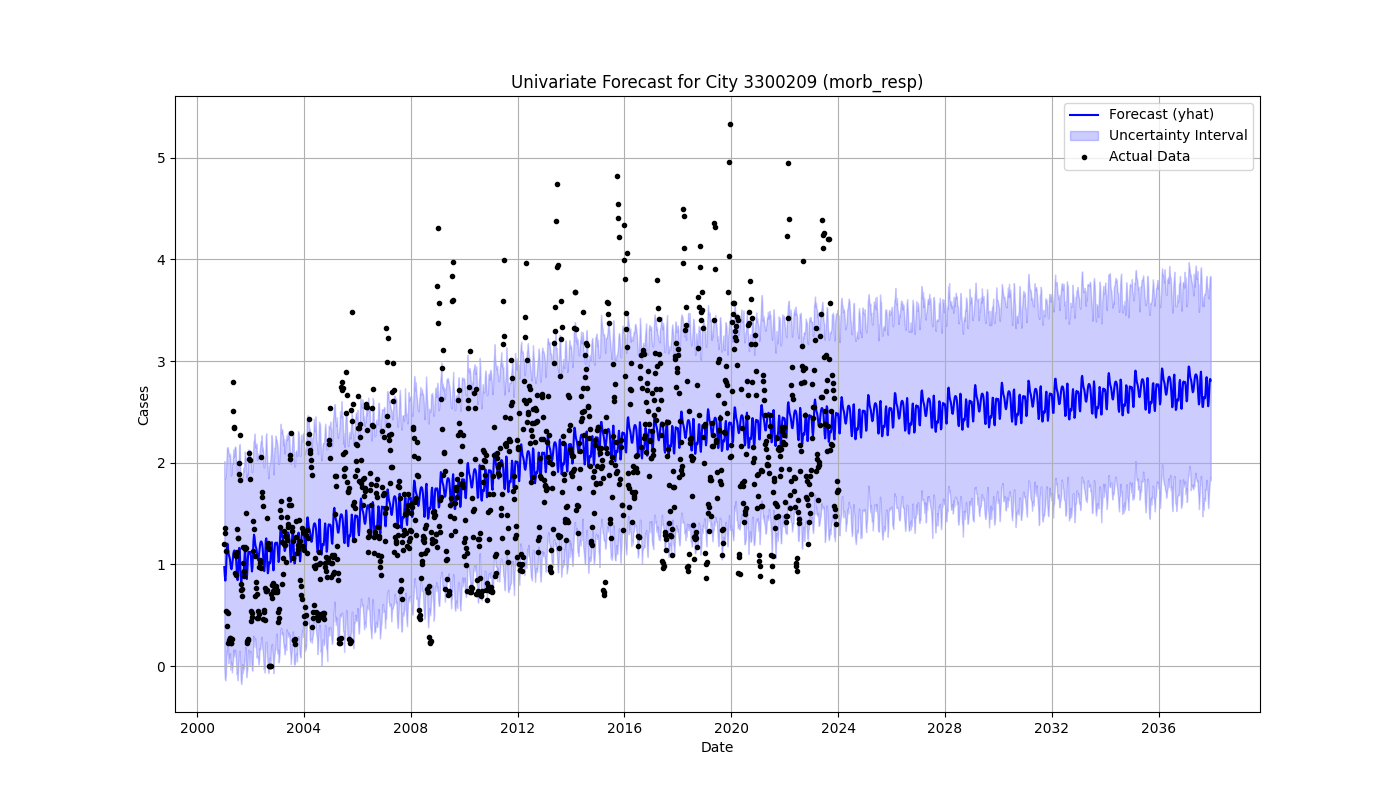 Univariate Forecast for City 3300209 (morb_resp)
Forecast (yhat)
Uncertainty Interval
Actual Data
Cases
5
4
3
2
1
0
2000 2004 2008 2012 2016 2020 2024 2028 2032 2036
Date